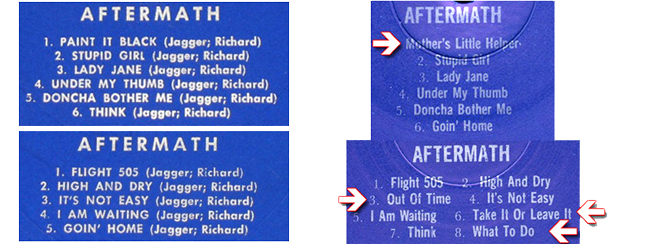 AFTERMATH
1. PAINT IT BLACK (Jagger; Richard)
2. STUPID GIRL (Jagger; Richard)
3. LADY JANE (Jagger; Richard)
4. UNDER MY THUMB (Jagger; Richard)
5. DONCHA BOTHER ME (Jagger; Richard)
6. THINK (Jagger; Richard)
AFTERMATH
1. FLIGHT 505 (Jagger; Richard)
2. HIGH AND DRY (Jagger; Richard)
3. IT'S NOT EASY (Jagger; Richard)
4. I AM WAITING (Jagger; Richard)
5. GOIN' HOME (Jagger; Richard)
AFTERMATH
Mother's Little Helper
2. Stupid Girl
3. Lady Jane
4. Under My Thumb
5. Doncha Bother Me
6. Goin' Home
AFTERMATH
1. Flight 505 2. High And Dry
3. Out Of Time 4. It's Not Easy
5. I Am Waiting 6. Take It Or Leave It
7. Think 8. What To Do